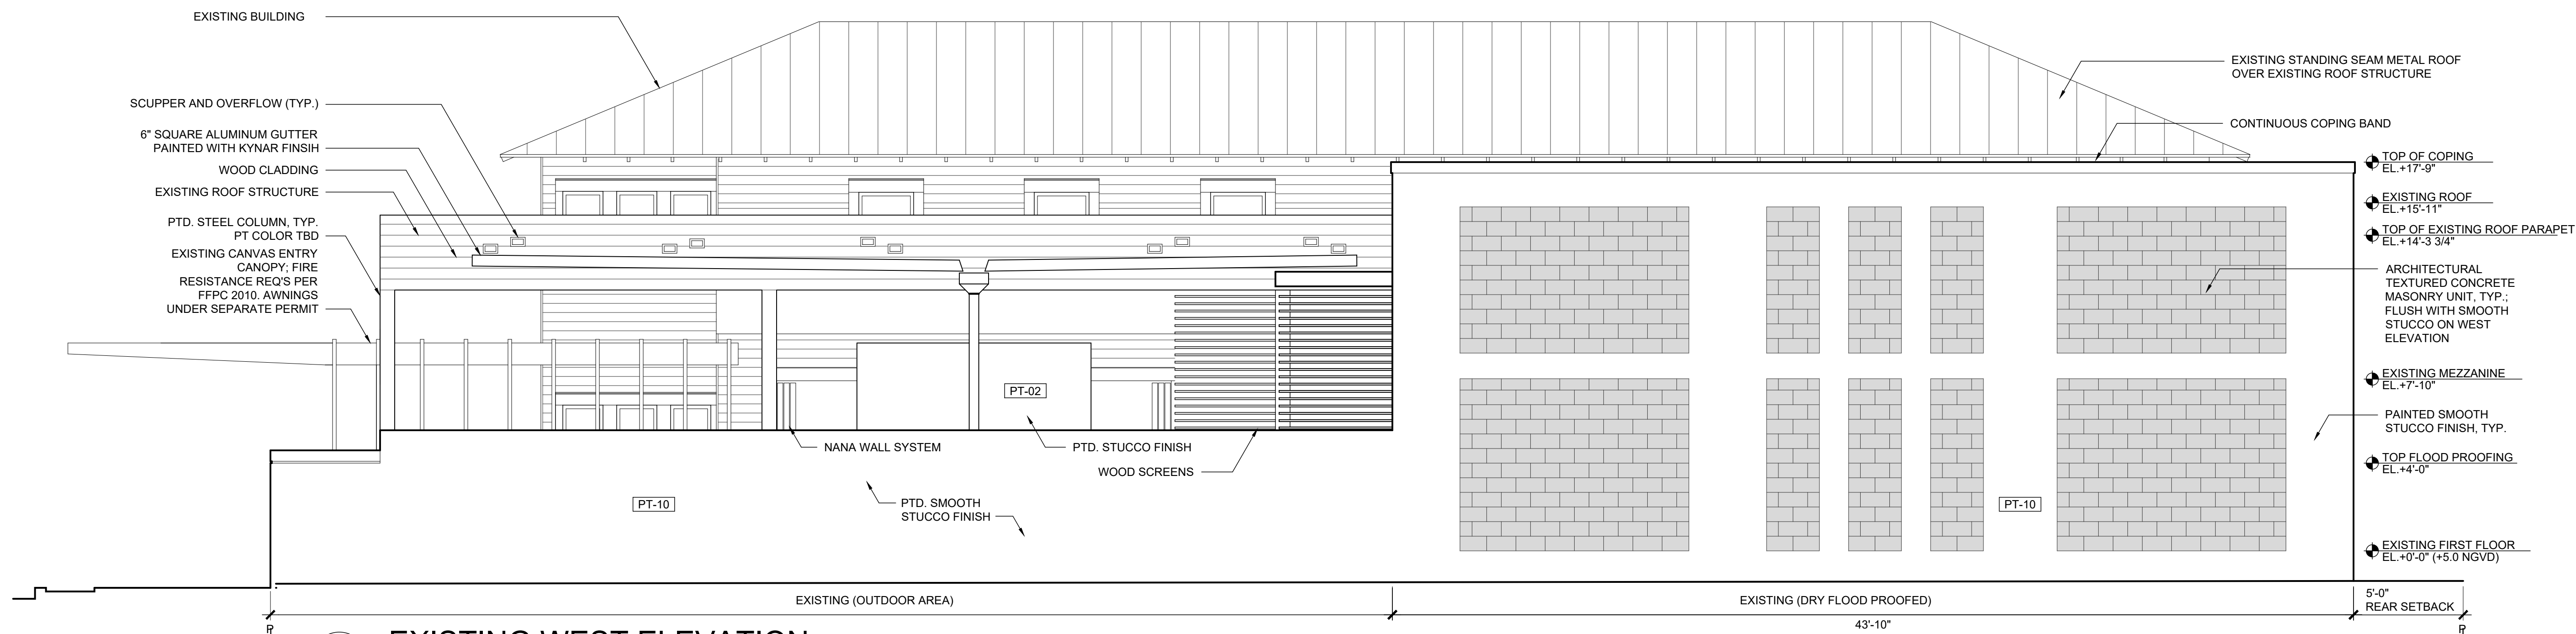 EXISTING BUILDING
SCUPPER AND OVERFLOW (TYP.)
6" SQUARE ALUMINUM GUTTER
PAINTED WITH KYNAR FINSIH
WOOD CLADDING
EXISTING ROOF STRUCTURE
PTD. STEEL COLUMN, TYP.
PT COLOR TBD
EXISTING CANVAS ENTRY
CANOPY; FIRE
RESISTANCE REQ'S PER
FFPC 2010. AWNINGS
UNDER SEPARATE PERMIT
EXISTING STANDING SEAM METAL ROOF
OVER EXISTING ROOF STRUCTURE
CONTINUOUS COPING BAND
TOP OF COPING
EL.+17'-9"
EXISTING ROOF
EL.+15'-11"
TOP OF EXISTING ROOF PARAPET
EL.+14'-3 3/4"
ARCHITECTURAL
TEXTURED CONCRETE
MASONRY UNIT, TYP.;
FLUSH WITH SMOOTH
STUCCO ON WEST
ELEVATION
EXISTING MEZZANINE
EL.+7'-10"
PAINTED SMOOTH
STUCCO FINISH, TYP.
TOP FLOOD PROOFING
EL.+4'-0"
EXISTING FIRST FLOOR
EL.+0'-0" (+5.0 NGVD)
PT-02
NANA WALL SYSTEM
PTD. STUCCO FINISH
WOOD SCREENS
PT-10
PTD. SMOOTH
STUCCO FINISH
PT-10
EXISTING (OUTDOOR AREA)
EXISTING (DRY FLOOD PROOFED)
43'-10"
5'-0"
REAR SETBACK
EXISTING WEST ELEVATION